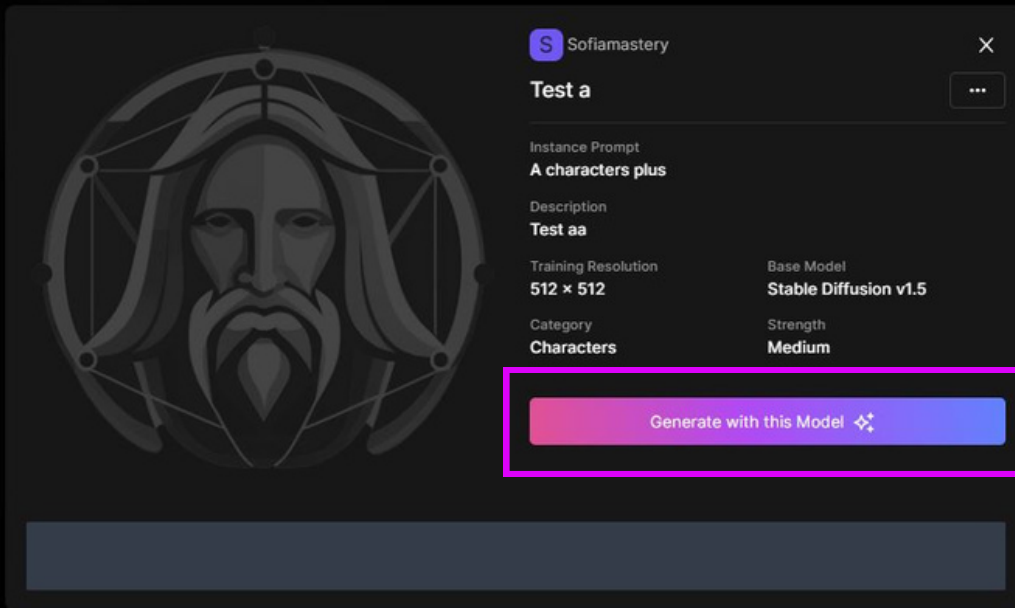 S Sofiamastery
Test a
Instance Prompt
A characters plus
Description
Test aa
Training Resolution
512 × 512
Base Model
Stable Diffusion v1.5
Category
Characters
Strength
Medium
Generate with this Model